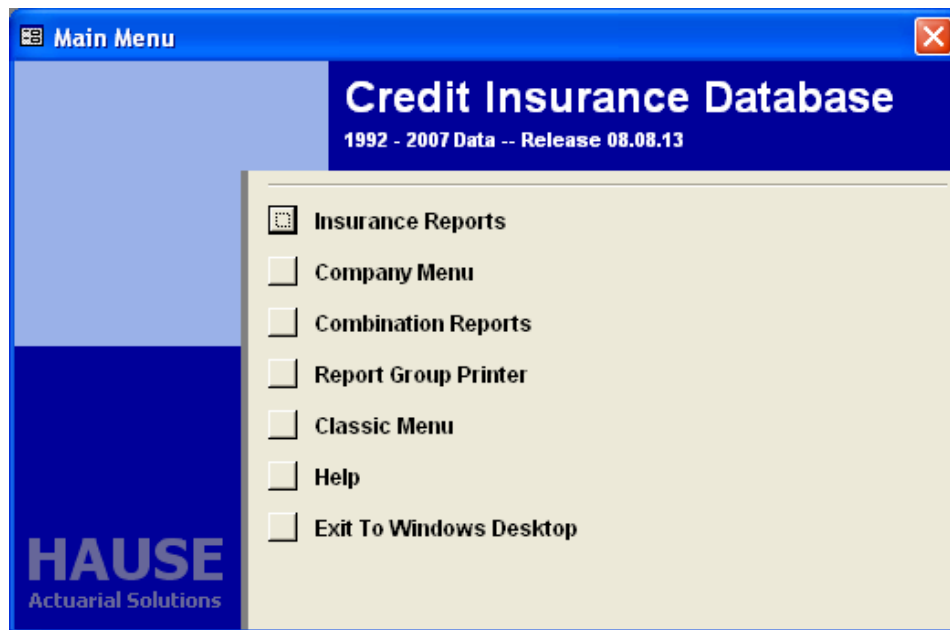 Main Menu
Credit Insurance Database
1992 - 2007 Data -- Release 08.08.13
Insurance Reports
Company Menu
Combination Reports
Report Group Printer
Classic Menu
Help
Exit To Windows Desktop
HAUSE
Actuarial Solutions